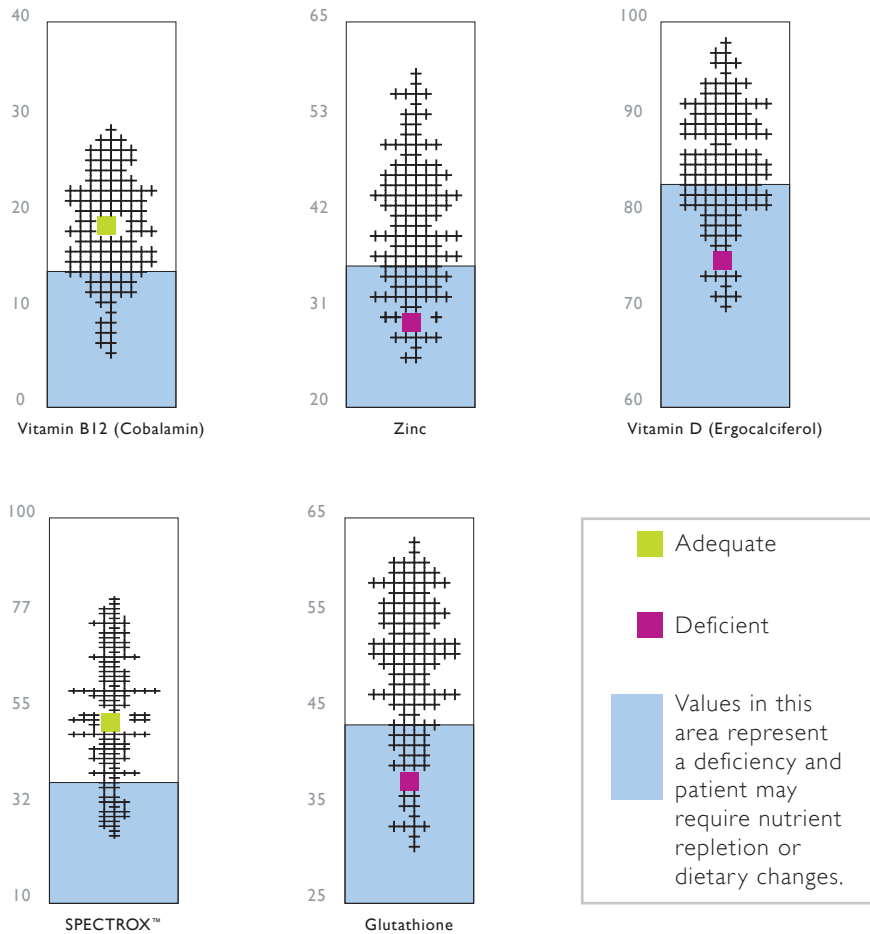 40
30
20
10
0
Vitamin B12 (Cobalamin)
65
53
42
31
20
Zinc
100
90
80
70
60
Vitamin D (Ergocalciferol)
100
77
55
32
10
SPECTROX™
65
55
45
35
25
Glutathione
Adequate
Deficient
Values in this
area represent
a deficiency and
patient may
require nutrient
repletion or
dietary changes.